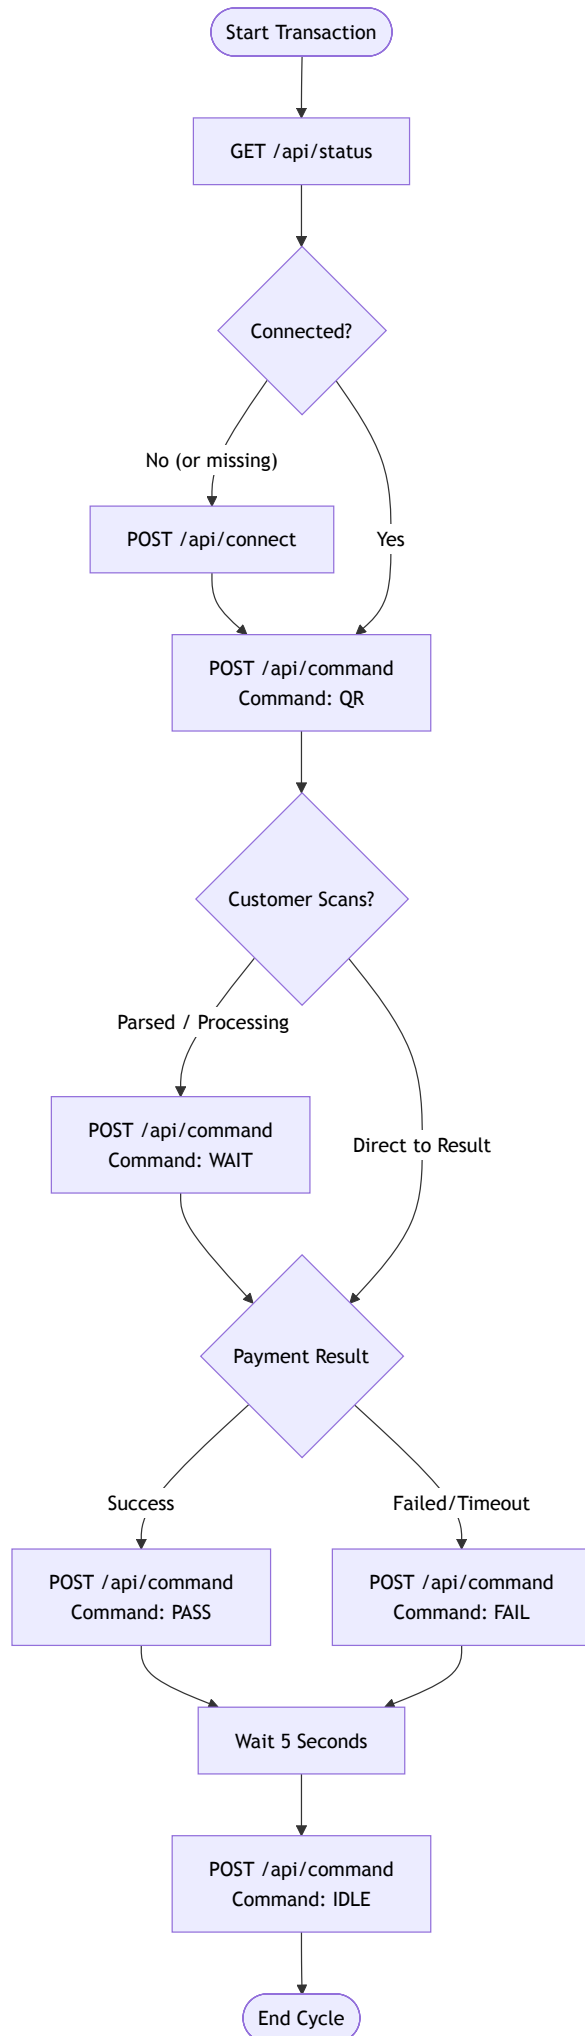 Start Transaction
GET /api/status
Connected?
No (or missing)
POST /api/connect
Yes
POST /api/command
Command: QR
Customer Scans?
Parsed / Processing
POST /api/command
Command: WAIT
Direct to Result
Payment Result
Success
Failed/Timeout
POST /api/command
Command: PASS
POST /api/command
Command: FAIL
Wait 5 Seconds
POST /api/command
Command: IDLE
End Cycle